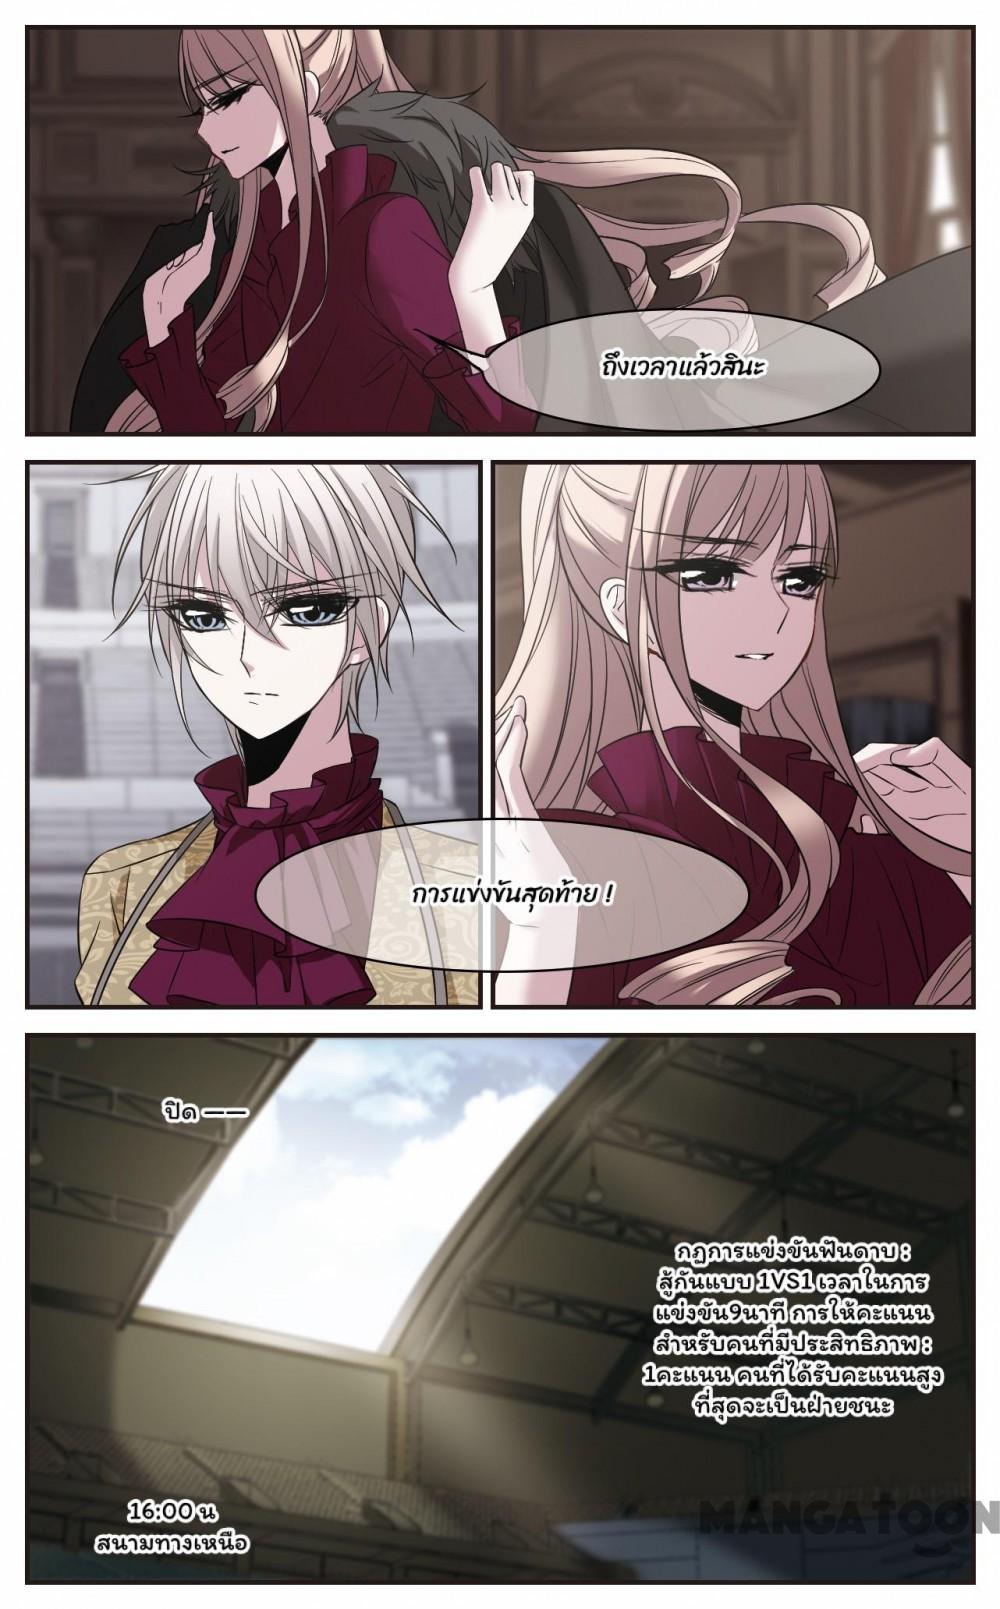 ถึงเวลาแล้วสินะ
การแข่งขันสุดท้าย !
ปิด ——
กฎการแข่งขันฟันดาบ :
สู้กันแบบ 1VS1 เวลาในการ
แข่งขัน9นาที การให้คะแนน
สำหรับคนที่มีประสิทธิภาพ :
1คะแนน คนที่ได้รับคะแนนสูง
ที่สุดจะเป็นฝ่ายชนะ
16:00 น
สนามทางเหนือ
MANGATOON